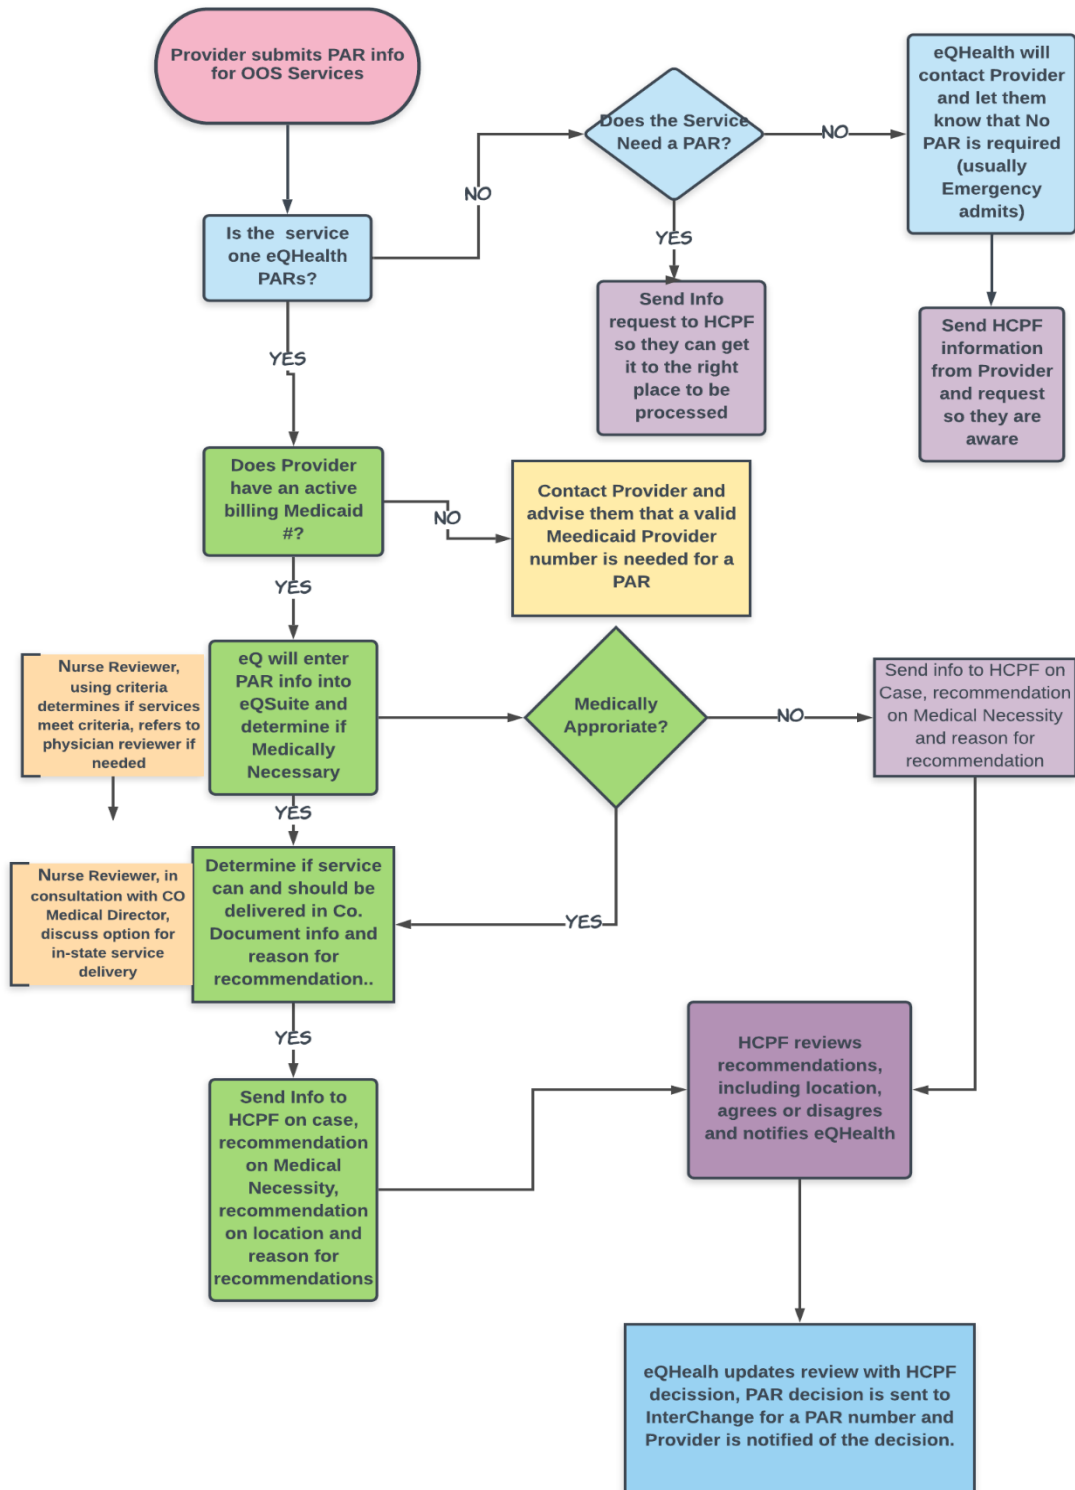 Provider submits PAR info
for OOS Services
Is the service
one eQHealth
PARs?
NO
Does the Service
Need a PAR?
NO
eQHealth will
contact Provider
and let them
know that No
PAR is required
(usually
Emergency
admits)
YES
Send Info
request to HCPF
so they can get
it to the right
place to be
processed
Send HCPF
information
from Provider
and request
so they are
aware
YES
Does Provider
have an active
billing Medicaid
#?
NO
Contact Provider and
advise them that a valid
Meedicaid Provider
number is needed for a
PAR
YES
Nurse Reviewer,
using criteria
determines if services
meet criteria, refers to
physician reviewer if
needed
eQ will enter
PAR info into
eQSuite and
determine if
Medically
Necessary
Medically
Approriate?
NO
Send info to HCPF on
Case, recommendation
on Medical Necessity
and reason for
recommendation
YES
YES
Nurse Reviewer, in
consultation with CO
Medical Director,
discuss option for
in-state service
delivery
Determine if service
can and should be
delivered in Co.
Document info and
reason for
recommendation..
YES
Send Info to
HCPF on case,
recommendation
on Medical
Necessity,
recommendation
on location and
reason for
recommendations
HCPF reviews
recommendations,
including location,
agrees or disagres
and notifies eQHealth
eQHealh updates review with HCPF
decission, PAR decision is sent to
InterChange for a PAR number and
Provider is notified of the decision.